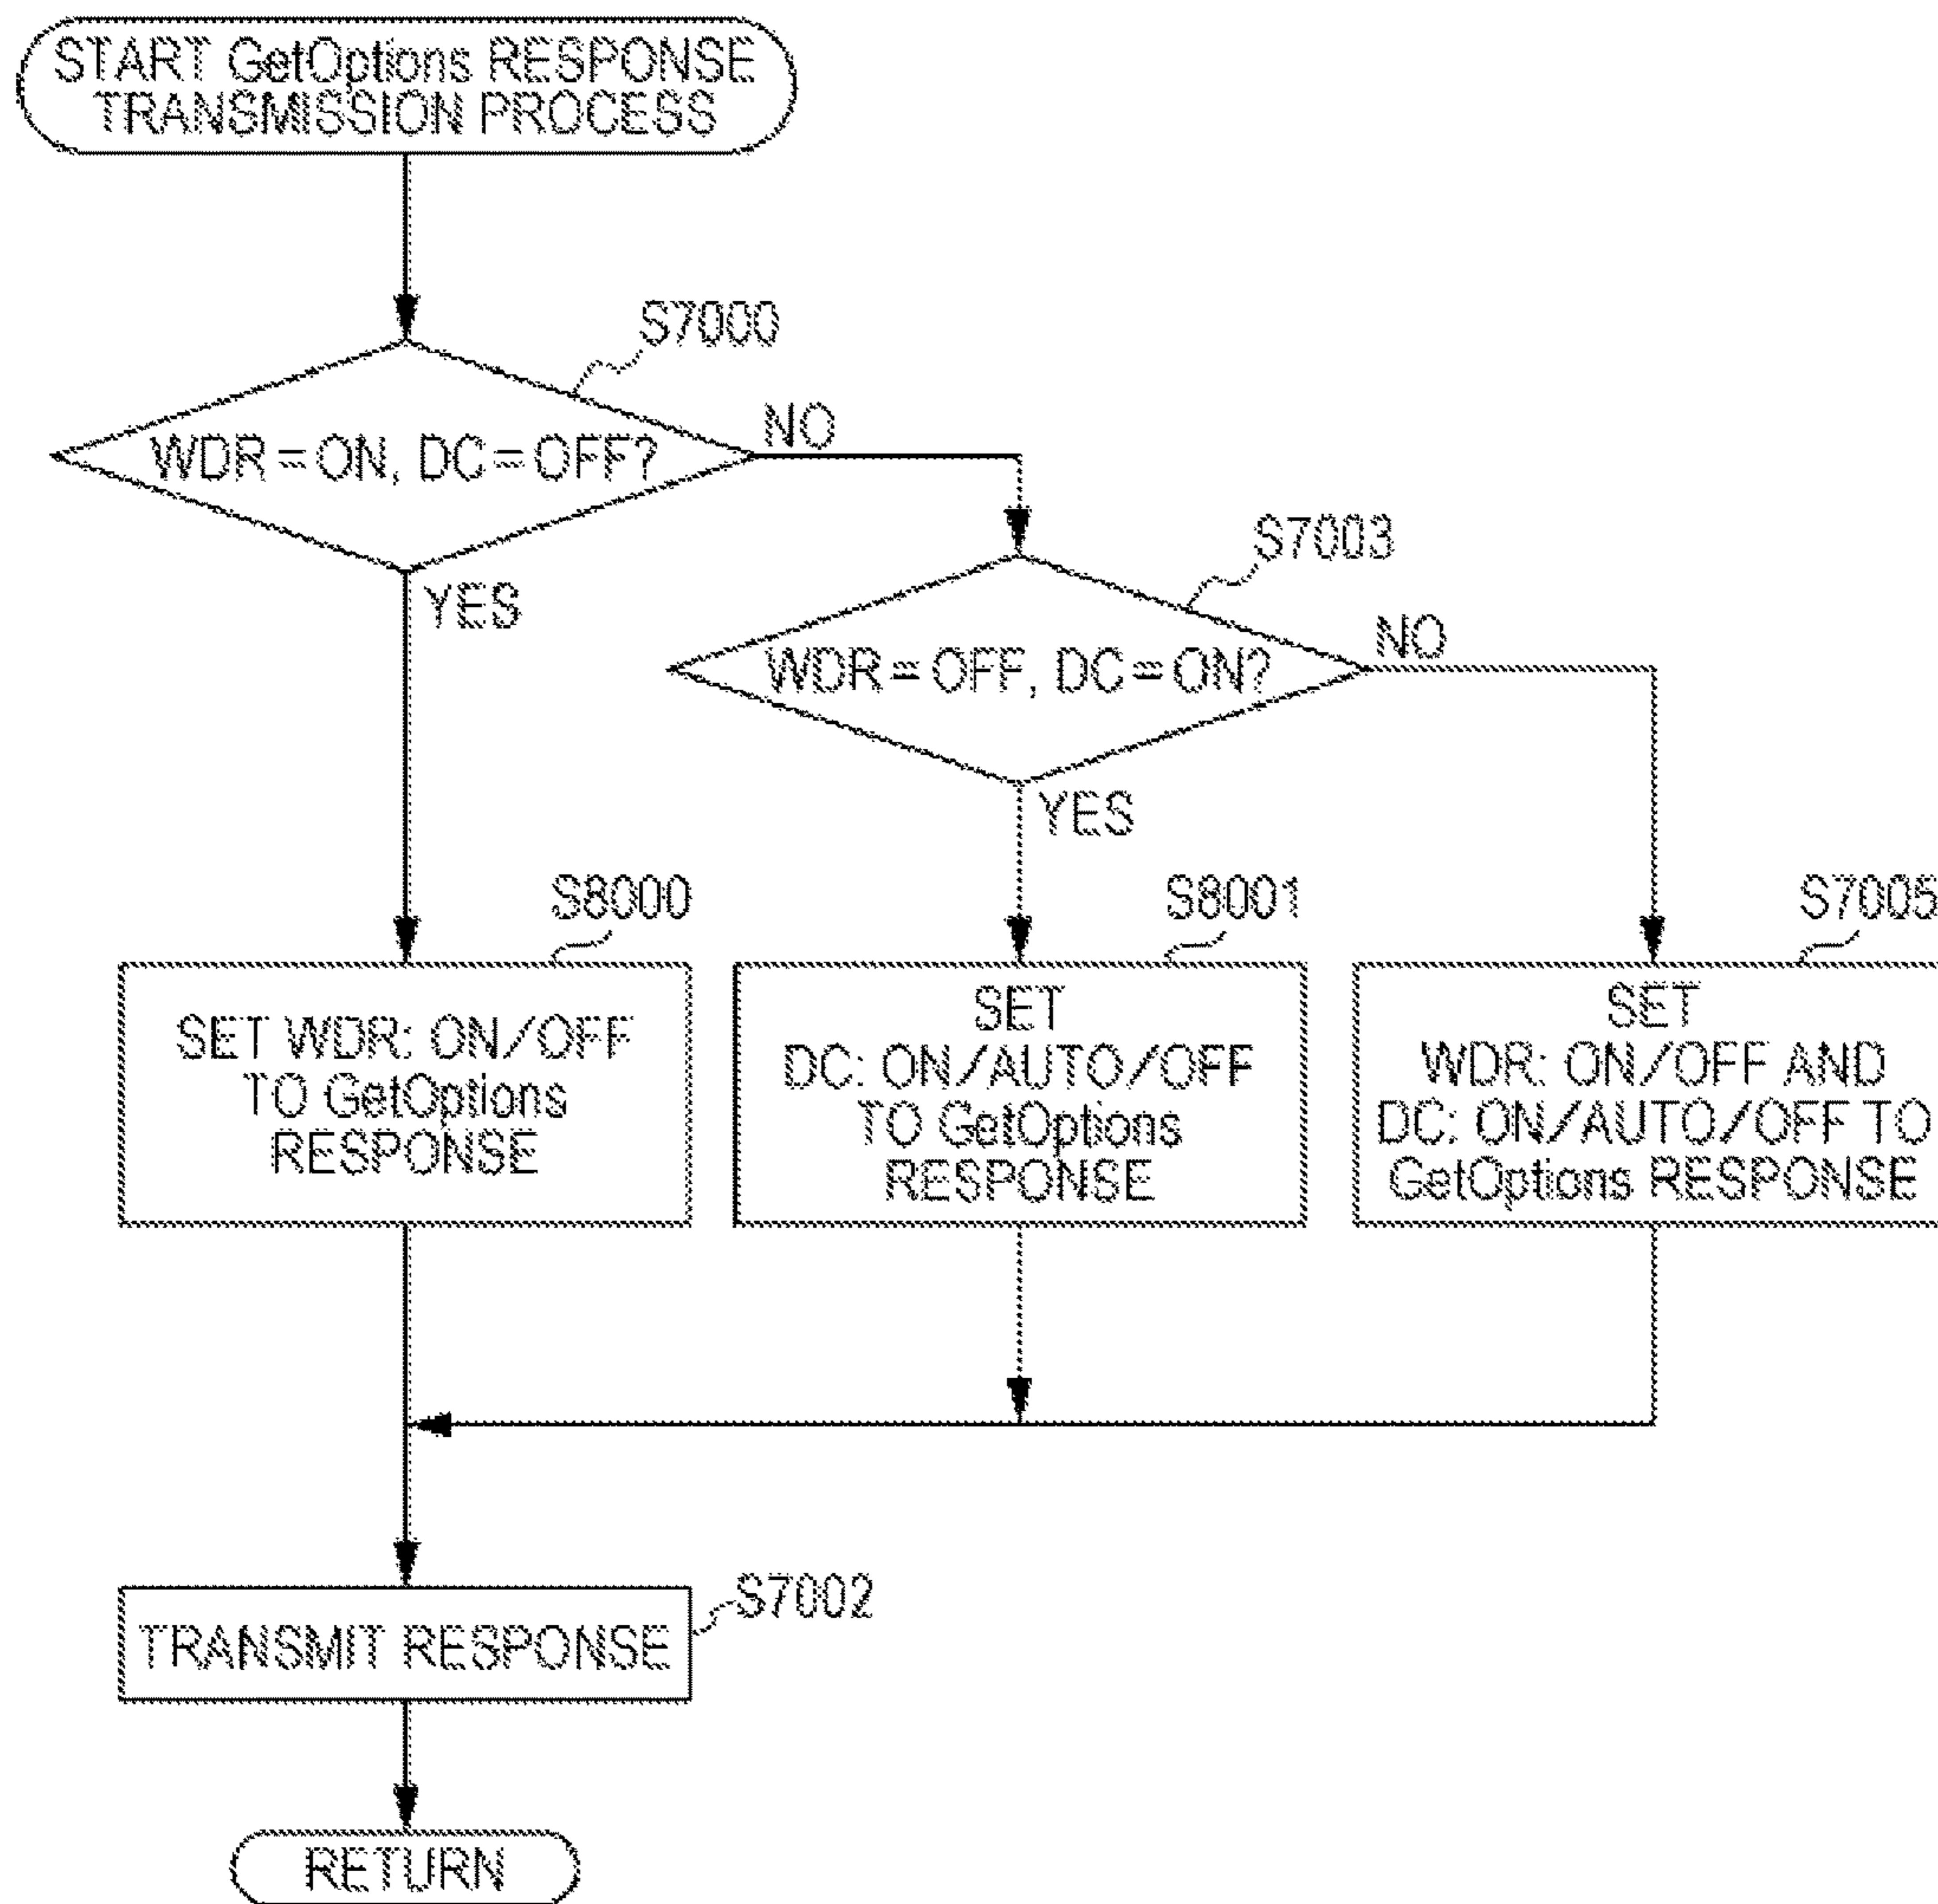 START GetOptions RESPONSE
TRANSMISSION PROCESS
S7000
WDR=ON, DC=OFF?
NO
YES
S7003
WDR=OFF, DC=ON?
NO
YES
S8000
SET WDR: ON/OFF
TO GetOptions
RESPONSE
S8001
SET
DC: ON/AUTO/OFF
TO GetOptions
RESPONSE
S7005
SET
WDR: ON/OFF AND
DC: ON/AUTO/OFF TO
GetOptions RESPONSE
TRANSMIT RESPONSE
S7002
RETURN